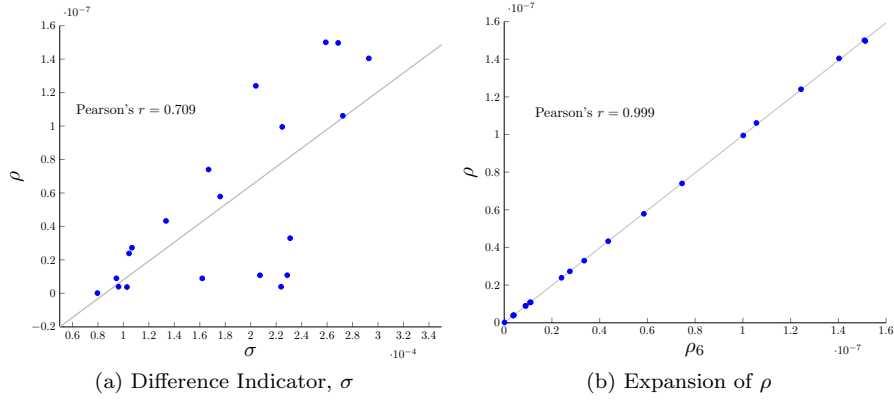 ·10⁻⁷
1.6
1.4
1.2
1
0.8
0.6
0.4
0.2
0
−0.2
ρ
Pearson's r = 0.709
0.6 0.8 1 1.2 1.4 1.6 1.8 2 2.2 2.4 2.6 2.8 3 3.2 3.4
·10⁻⁴
σ
(a) Difference Indicator, σ
·10⁻⁷
1.6
1.4
1.2
1
0.8
0.6
0.4
0.2
0
ρ
Pearson's r = 0.999
0 0.2 0.4 0.6 0.8 1 1.2 1.4 1.6
·10⁻⁷
ρ₆
(b) Expansion of ρ